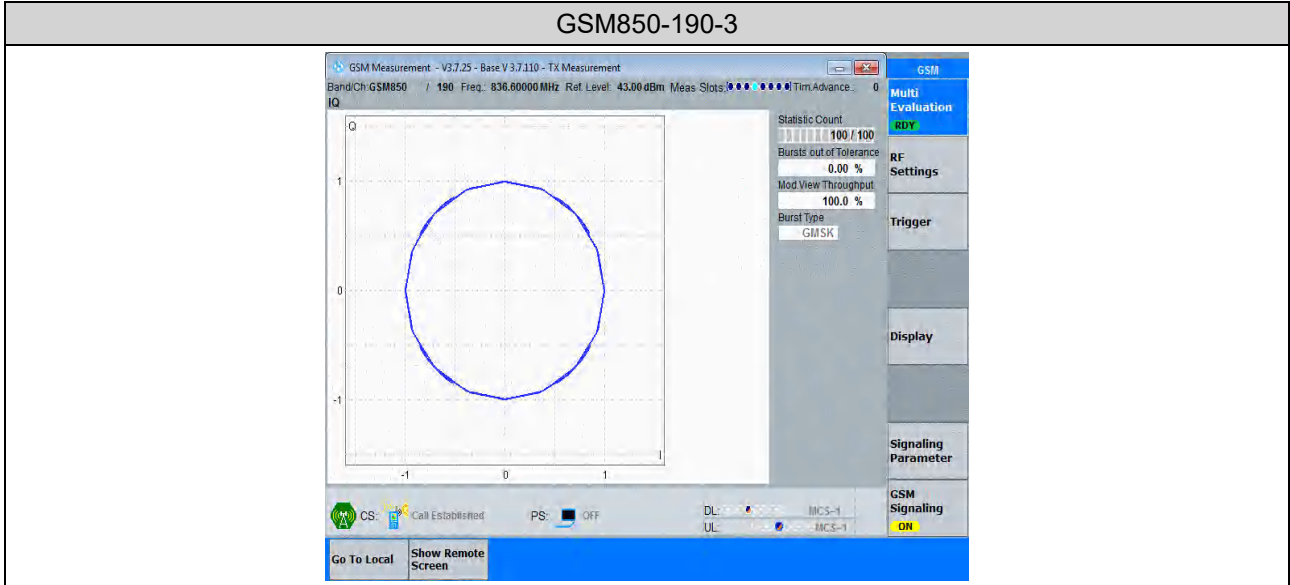 GSM850-190-3
GSM Measurement - V3.7.25 - Base V 3.7.110 - TX Measurement
GSM
Band/Ch:GSM850 / 190 Freq.: 836.60000 MHz Ref. Level: 43.00 dBm Meas Slots: Tim.Advance.: 0
IQ
Multi
Evaluation
RDY
Q
Statistic Count
100 / 100
Bursts out of Tolerance
0.00 %
Mod.View Throughput
100.0 %
Burst Type
GMSK
RF
Settings
Trigger
1
0
-1
I
-1 0 1
Display
Signaling
Parameter
GSM
Signaling
ON
CS: Call Established PS: OFF DL: MCS-1
UL: MCS-1
Go To Local
Show Remote
Screen